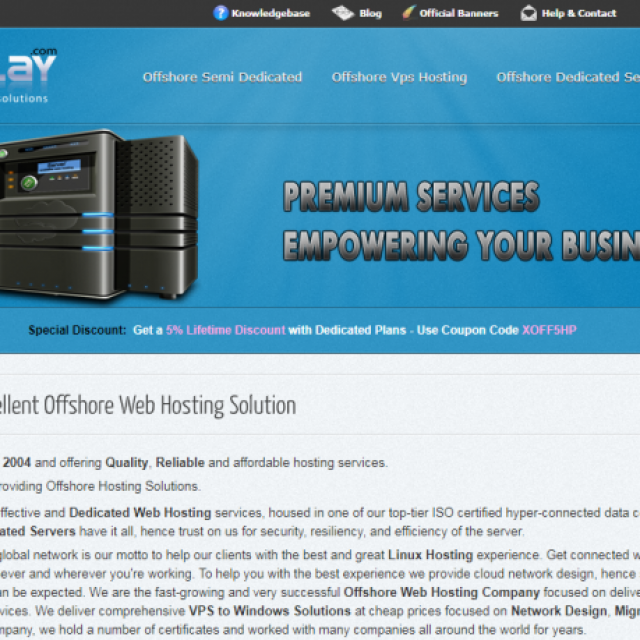 Knowledgebase Blog Official Banners Help & Contact
.com
LAY
solutions
Offshore Semi Dedicated Offshore Vps Hosting Offshore Dedicated Se
PREMIUM SERVICES
EMPOWERING YOUR BUSIN
Special Discount: Get a 5% Lifetime Discount with Dedicated Plans - Use Coupon Code XOFF5HP
ellent Offshore Web Hosting Solution
2004 and offering Quality, Reliable and affordable hosting services.
roviding Offshore Hosting Solutions.
ffective and Dedicated Web Hosting services, housed in one of our top-tier ISO certified hyper-connected data c
ated Servers have it all, hence trust on us for security, resiliency, and efficiency of the server.
global network is our motto to help our clients with the best and great Linux Hosting experience. Get connected w
ever and wherever you're working. To help you with the best experience we provide cloud network design, hence
n be expected. We are the fast-growing and very successful Offshore Web Hosting Company focused on delive
vices. We deliver comprehensive VPS to Windows Solutions at cheap prices focused on Network Design, Migr
mpany, we hold a number of certificates and worked with many companies all around the world for years.